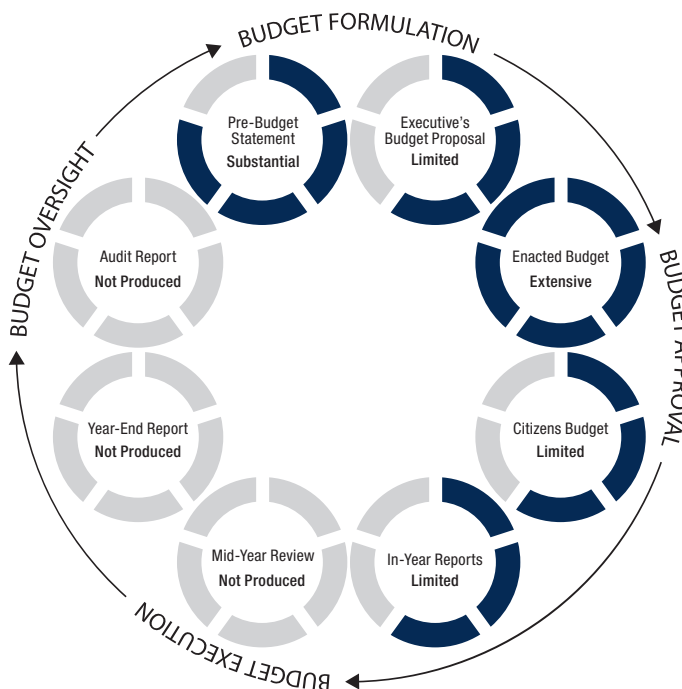 BUDGET FORMULATION
Pre-Budget
Statement
Substantial
Executive's
Budget Proposal
Limited
Enacted Budget
Extensive
BUDGET APPROVAL
Citizens Budget
Limited
In-Year Reports
Limited
Mid-Year Review
Not Produced
BUDGET EXECUTION
Year-End Report
Not Produced
Audit Report
Not Produced
BUDGET OVERSIGHT